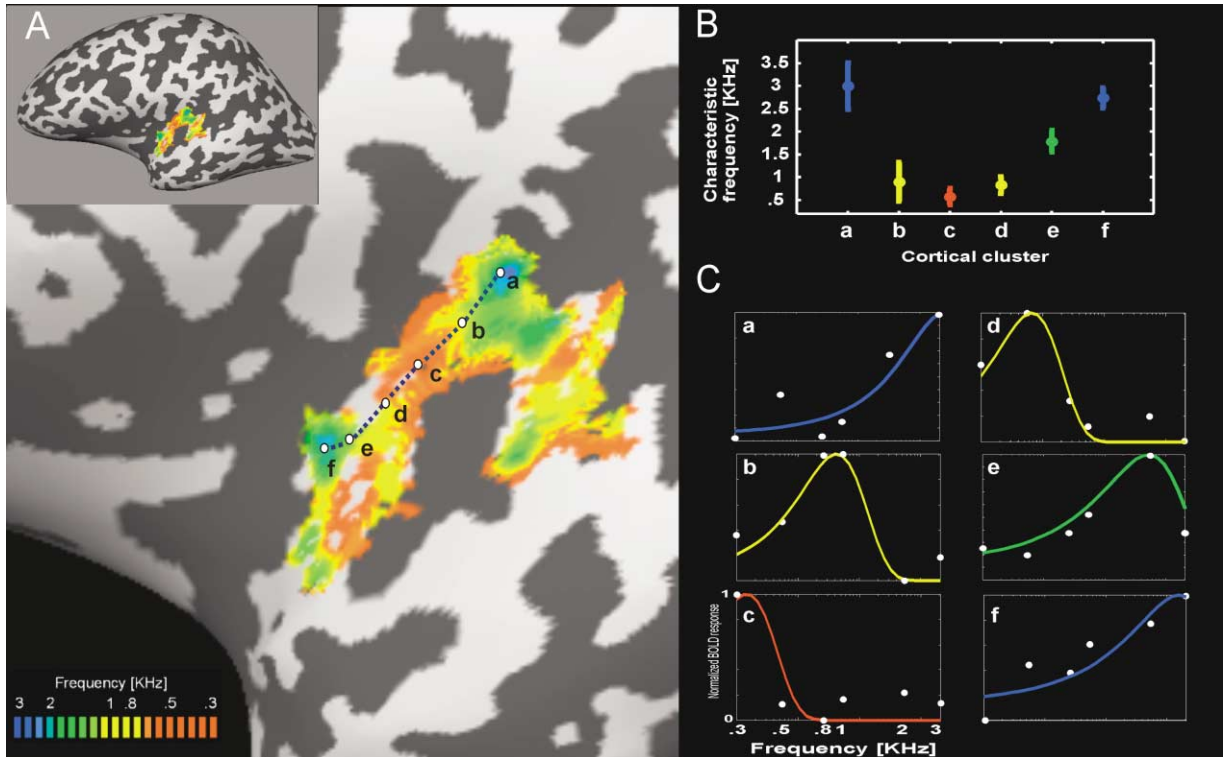 A
a
b
c
d
e
f
Frequency [KHz]
3 2 1 .8 .5 .3
B
Characteristic
frequency [KHz]
3.5
3
2.5
2
1.5
1
.5
a b c d e f
Cortical cluster
C
a
d
b
e
c
f
Normalized BOLD response
1
0
.3 .5 .8 1 2 3
Frequency [KHz]